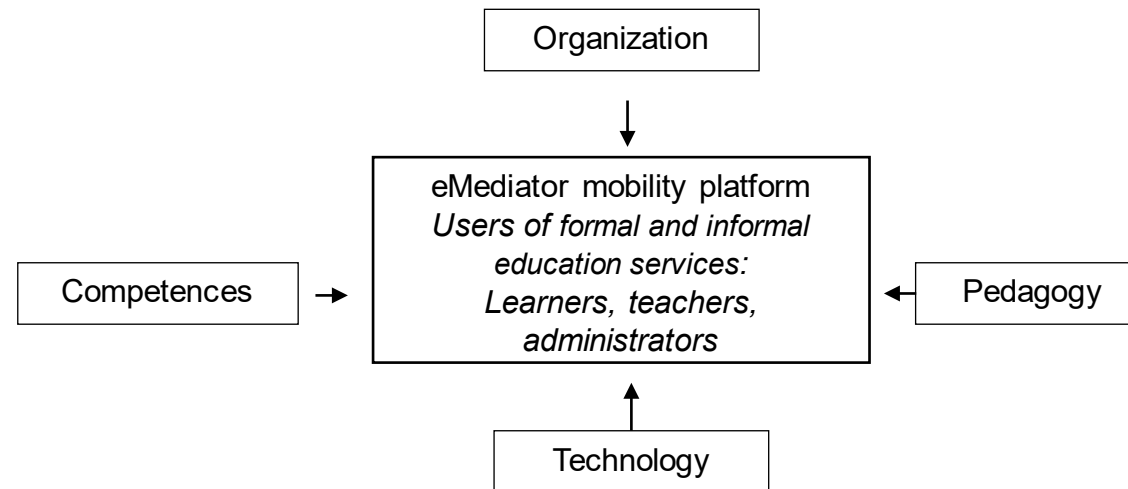 Organization
eMediator mobility platform
Users of formal and informal
education services:
Learners, teachers,
administrators
Competences
Pedagogy
Technology